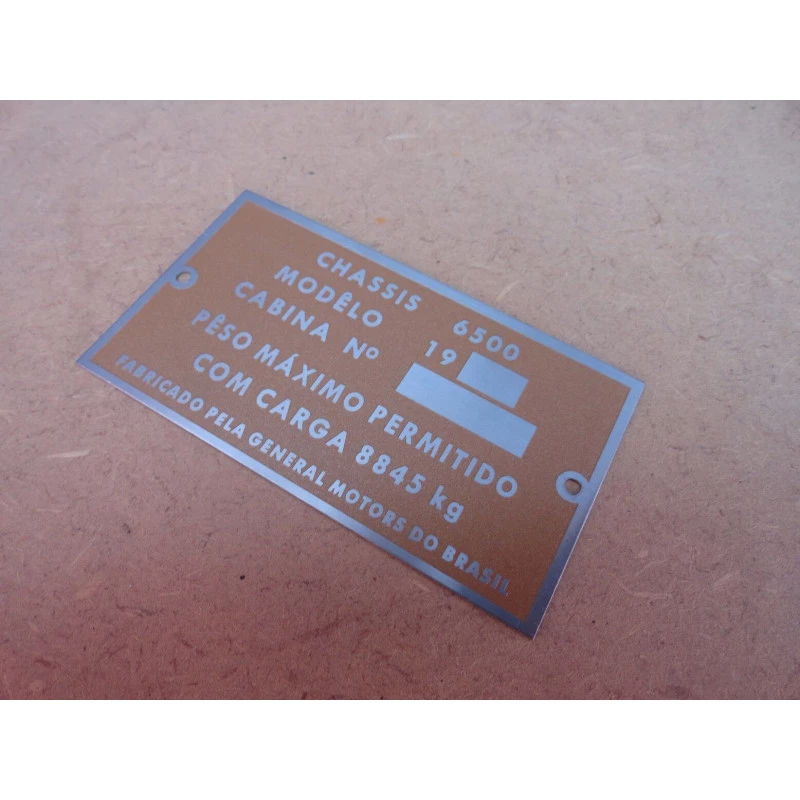 CHASSIS 6500
MODÊLO 19
CABINA Nº
PÊSO MÁXIMO PERMITIDO
COM CARGA 8845 kg
FABRICADO PELA GENERAL MOTORS DO BRASIL